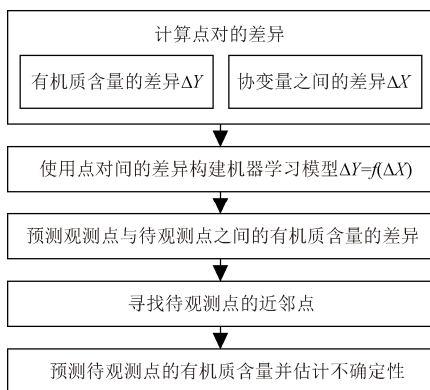 计算点对的差异
有机质含量的差异ΔY
协变量之间的差异ΔX
使用点对间的差异构建机器学习模型ΔY=f(ΔX)
预测观测点与待观测点之间的有机质含量的差异
寻找待观测点的近邻点
预测待观测点的有机质含量并估计不确定性